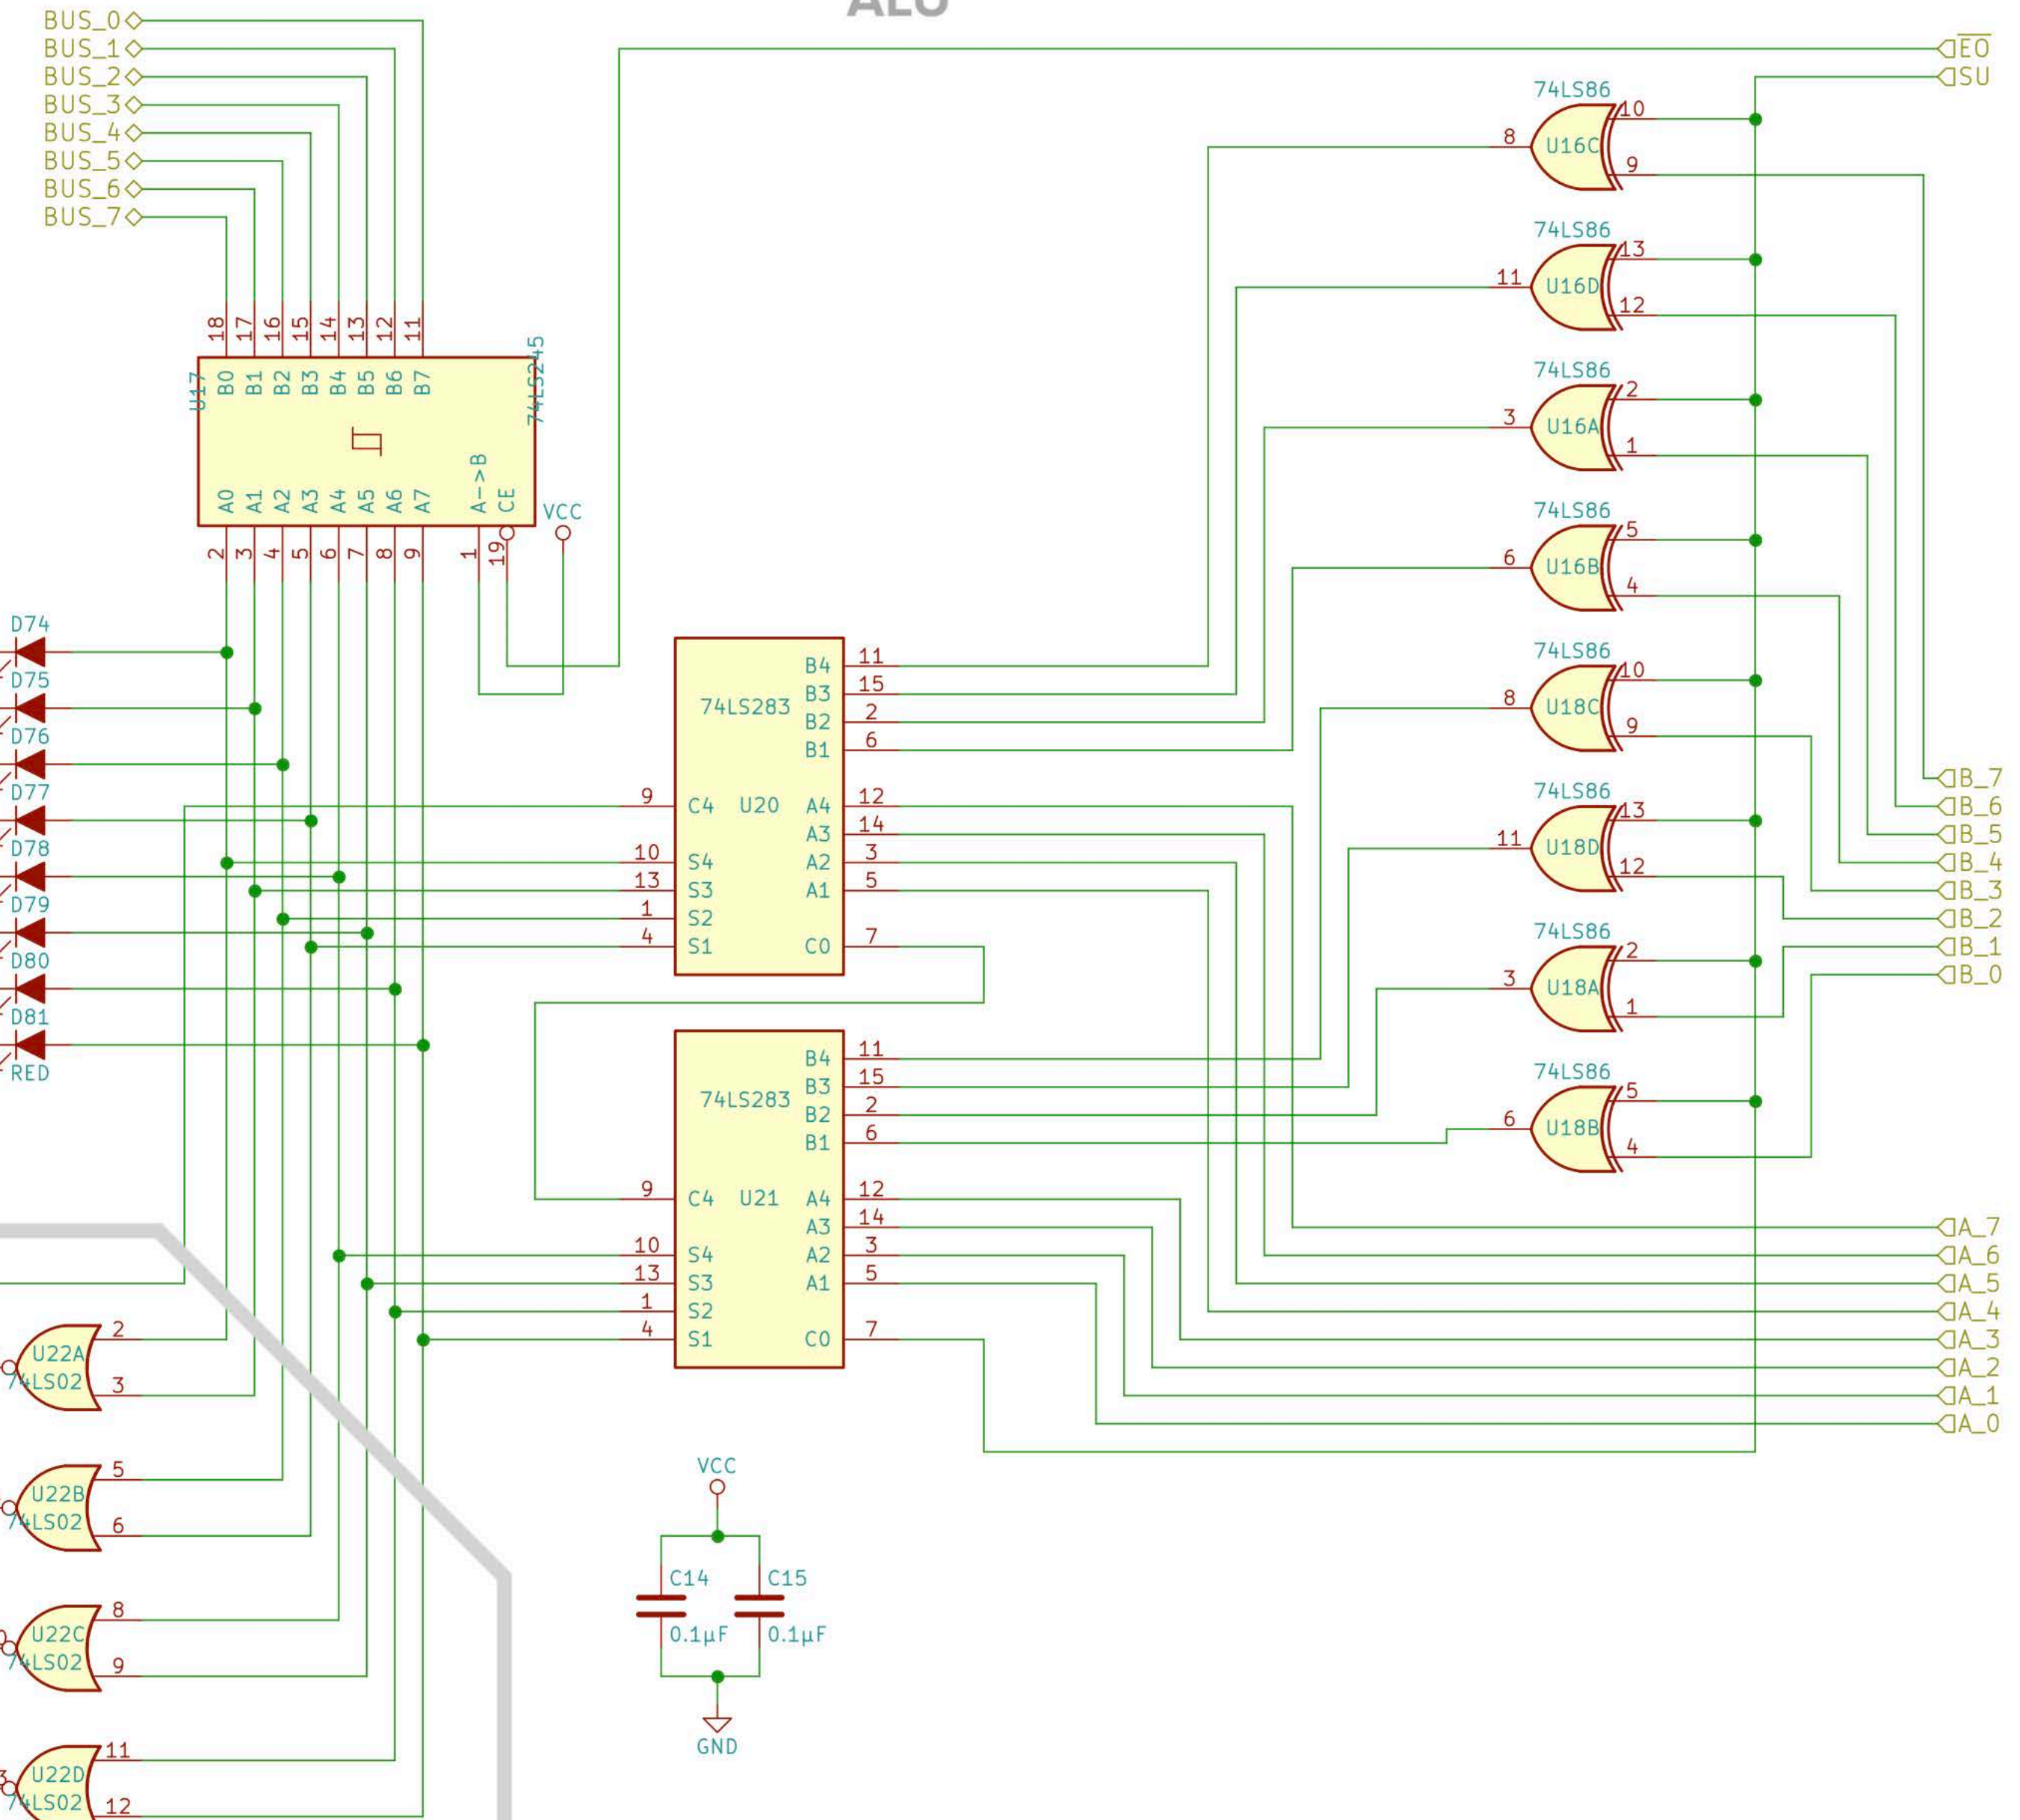 ALU
BUS_0
BUS_1
BUS_2
BUS_3
BUS_4
BUS_5
BUS_6
BUS_7
EO
SU
18 17 16 15 14 13 12 11
B0 B1 B2 B3 B4 B5 B6 B7
U17
74LS245
A0 A1 A2 A3 A4 A5 A6 A7 A->B CE
2 3 4 5 6 7 8 9 1 19
VCC
74LS86
U16C
10
9
8
74LS86
U16D
13
12
11
74LS86
U16A
2
1
3
74LS86
U16B
5
4
6
74LS86
U18C
10
9
8
74LS86
U18D
13
12
11
74LS86
U18A
2
1
3
74LS86
U18B
5
4
6
B_7
B_6
B_5
B_4
B_3
B_2
B_1
B_0
D74
D75
D76
D77
D78
D79
D80
D81
RED
74LS283
U20
B4 11
B3 15
B2 2
B1 6
9 C4
A4 12
A3 14
10 S4
A2 3
13 S3
A1 5
1 S2
4 S1
C0 7
74LS283
U21
B4 11
B3 15
B2 2
B1 6
9 C4
A4 12
A3 14
10 S4
A2 3
13 S3
A1 5
1 S2
4 S1
C0 7
A_7
A_6
A_5
A_4
A_3
A_2
A_1
A_0
U22A
74LS02
2
3
U22B
74LS02
5
6
U22C
74LS02
8
9
U22D
74LS02
11
12
VCC
C14
0.1µF
C15
0.1µF
GND